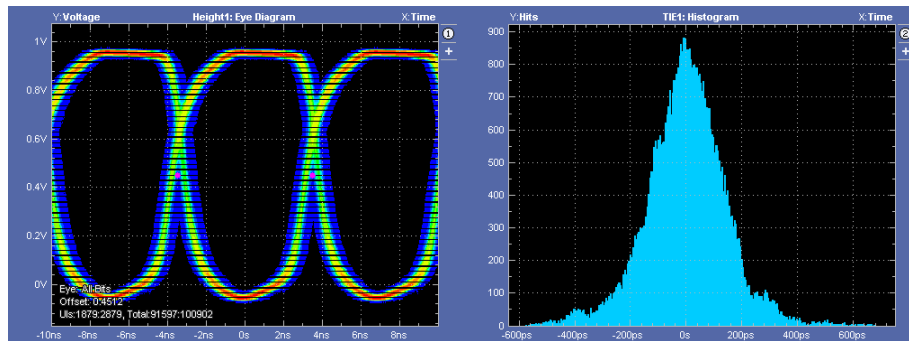 Y:Voltage
Height1: Eye Diagram
X:Time
1
+
1V
0.8V
0.6V
0.4V
0.2V
0V
Eye: All Bits
Offset: 0.4512
UIs:1879:2879, Total:91597:100902
-10ns
-8ns
-6ns
-4ns
-2ns
0s
2ns
4ns
6ns
8ns
Y:Hits
TIE1: Histogram
X:Time
2
+
900
800
700
600
500
400
300
200
100
0
-600ps
-400ps
-200ps
0s
200ps
400ps
600ps